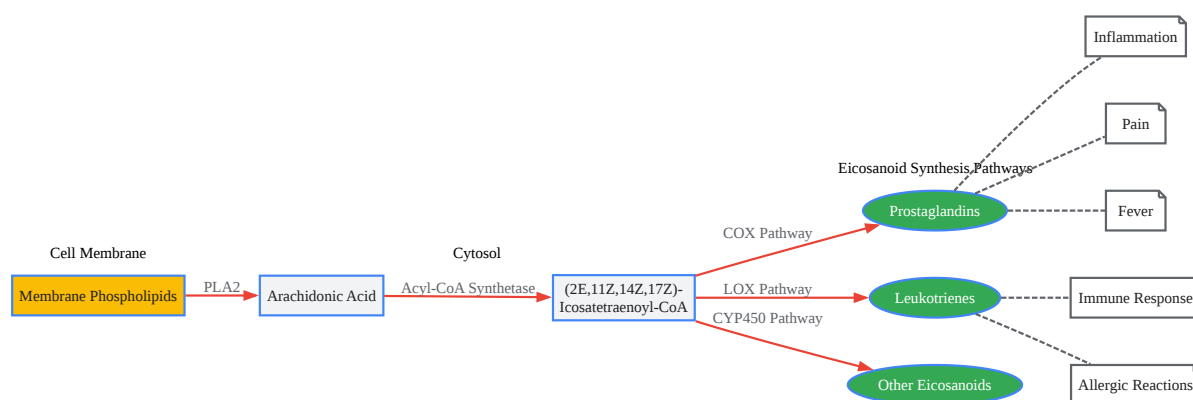 Inflammation
Pain
Eicosanoid Synthesis Pathways
Prostaglandins
Fever
COX Pathway
Cell Membrane
Cytosol
Membrane Phospholipids
PLA2
Arachidonic Acid
Acyl-CoA Synthetase
(2E,11Z,14Z,17Z)-
Icosatetraenoyl-CoA
LOX Pathway
Leukotrienes
Immune Response
CYP450 Pathway
Other Eicosanoids
Allergic Reactions